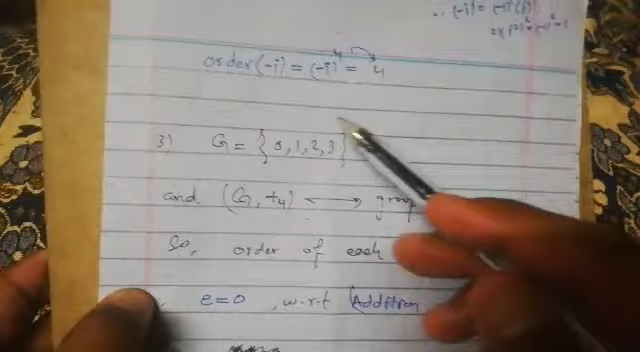 ∴ (-i) =
order (-i) = (-i)⁴ = 4
3) G = {0, 1, 2, 3}
and (G, +₄) ⟷ group
So, order of each
e = 0, w.r.t (Addition